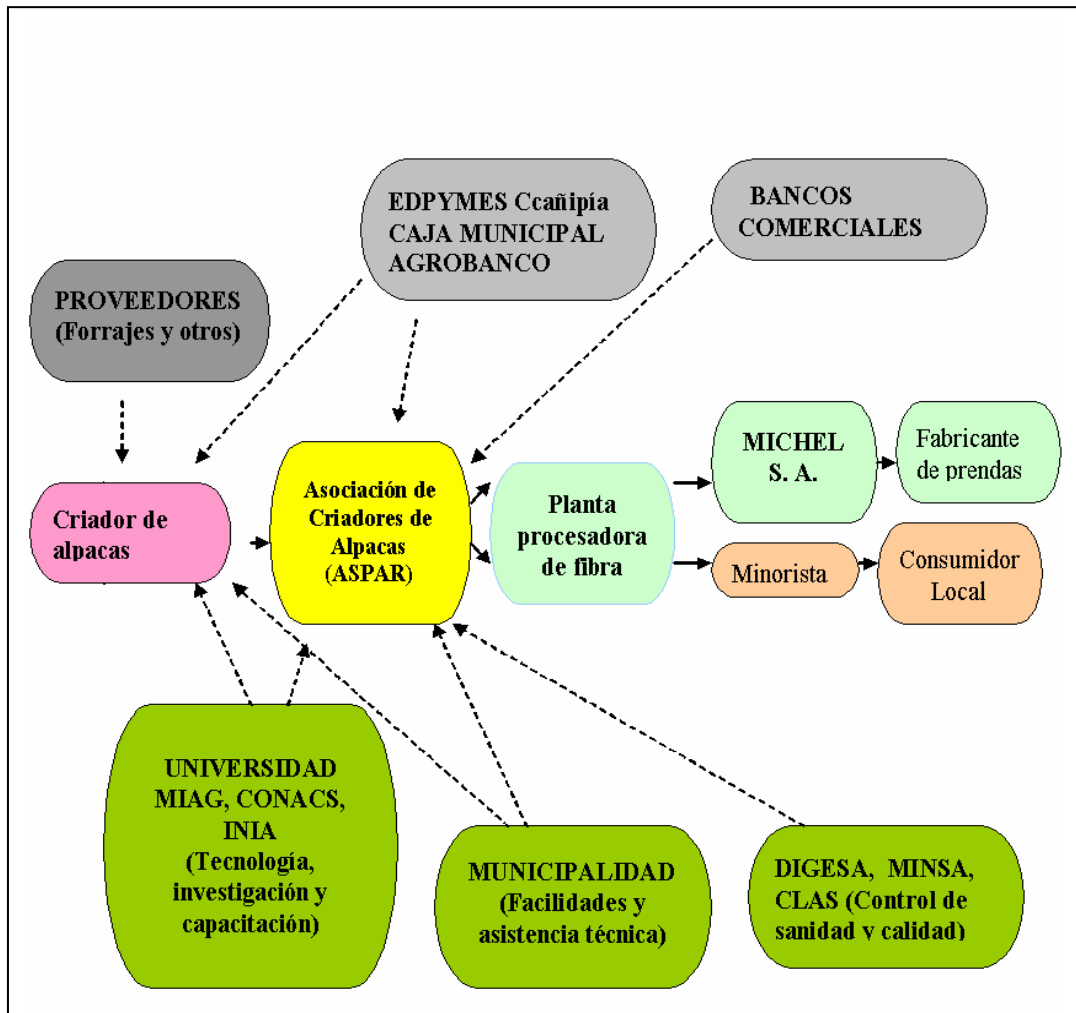 EDPYMES Ccañipía
CAJA MUNICIPAL
AGROBANCO
BANCOS
COMERCIALES
PROVEEDORES
(Forrajes y otros)
Criador de
alpacas
Asociación de
Criadores de
Alpacas
(ASPAR)
Planta
procesadora
de fibra
MICHEL
S. A.
Fabricante
de prendas
Minorista
Consumidor
Local
UNIVERSIDAD
MIAG, CONACS,
INIA
(Tecnología,
investigación y
capacitación)
MUNICIPALIDAD
(Facilidades y
asistencia técnica)
DIGESA, MINSA,
CLAS (Control de
sanidad y calidad)